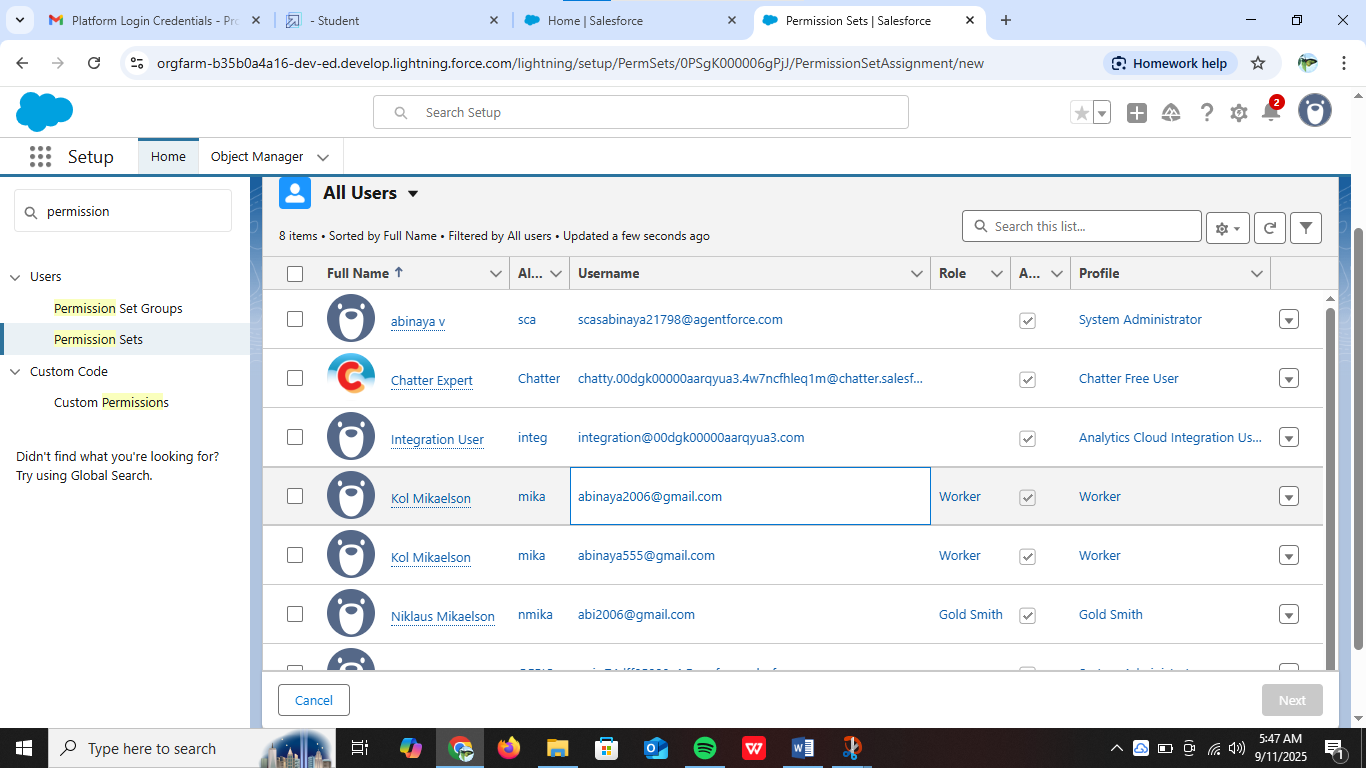 Platform Login Credentials - Pro
- Student
Home | Salesforce
Permission Sets | Salesforce
orgfarm-b35b0a4a16-dev-ed.develop.lightning.force.com/lightning/setup/PermSets/0PSgK000006gPjJ/PermissionSetAssignment/new
Homework help
Search Setup
2
Setup
Home
Object Manager
permission
Users
Permission Set Groups
Permission Sets
Custom Code
Custom Permissions
Didn't find what you're looking for?
Try using Global Search.
All Users
8 items • Sorted by Full Name • Filtered by All users • Updated a few seconds ago
Search this list...
Full Name Al... Username Role A... Profile
abinaya v sca scasabinaya21798@agentforce.com System Administrator
Chatter Expert Chatter chatty.00dgk00000aarqyua3.4w7ncfhleq1m@chatter.salesf... Chatter Free User
Integration User integ integration@00dgk00000aarqyua3.com Analytics Cloud Integration Us...
Kol Mikaelson mika abinaya2006@gmail.com Worker Worker
Kol Mikaelson mika abinaya555@gmail.com Worker Worker
Niklaus Mikaelson nmika abi2006@gmail.com Gold Smith Gold Smith
Cancel
Next
Type here to search
5:47 AM
9/11/2025
1